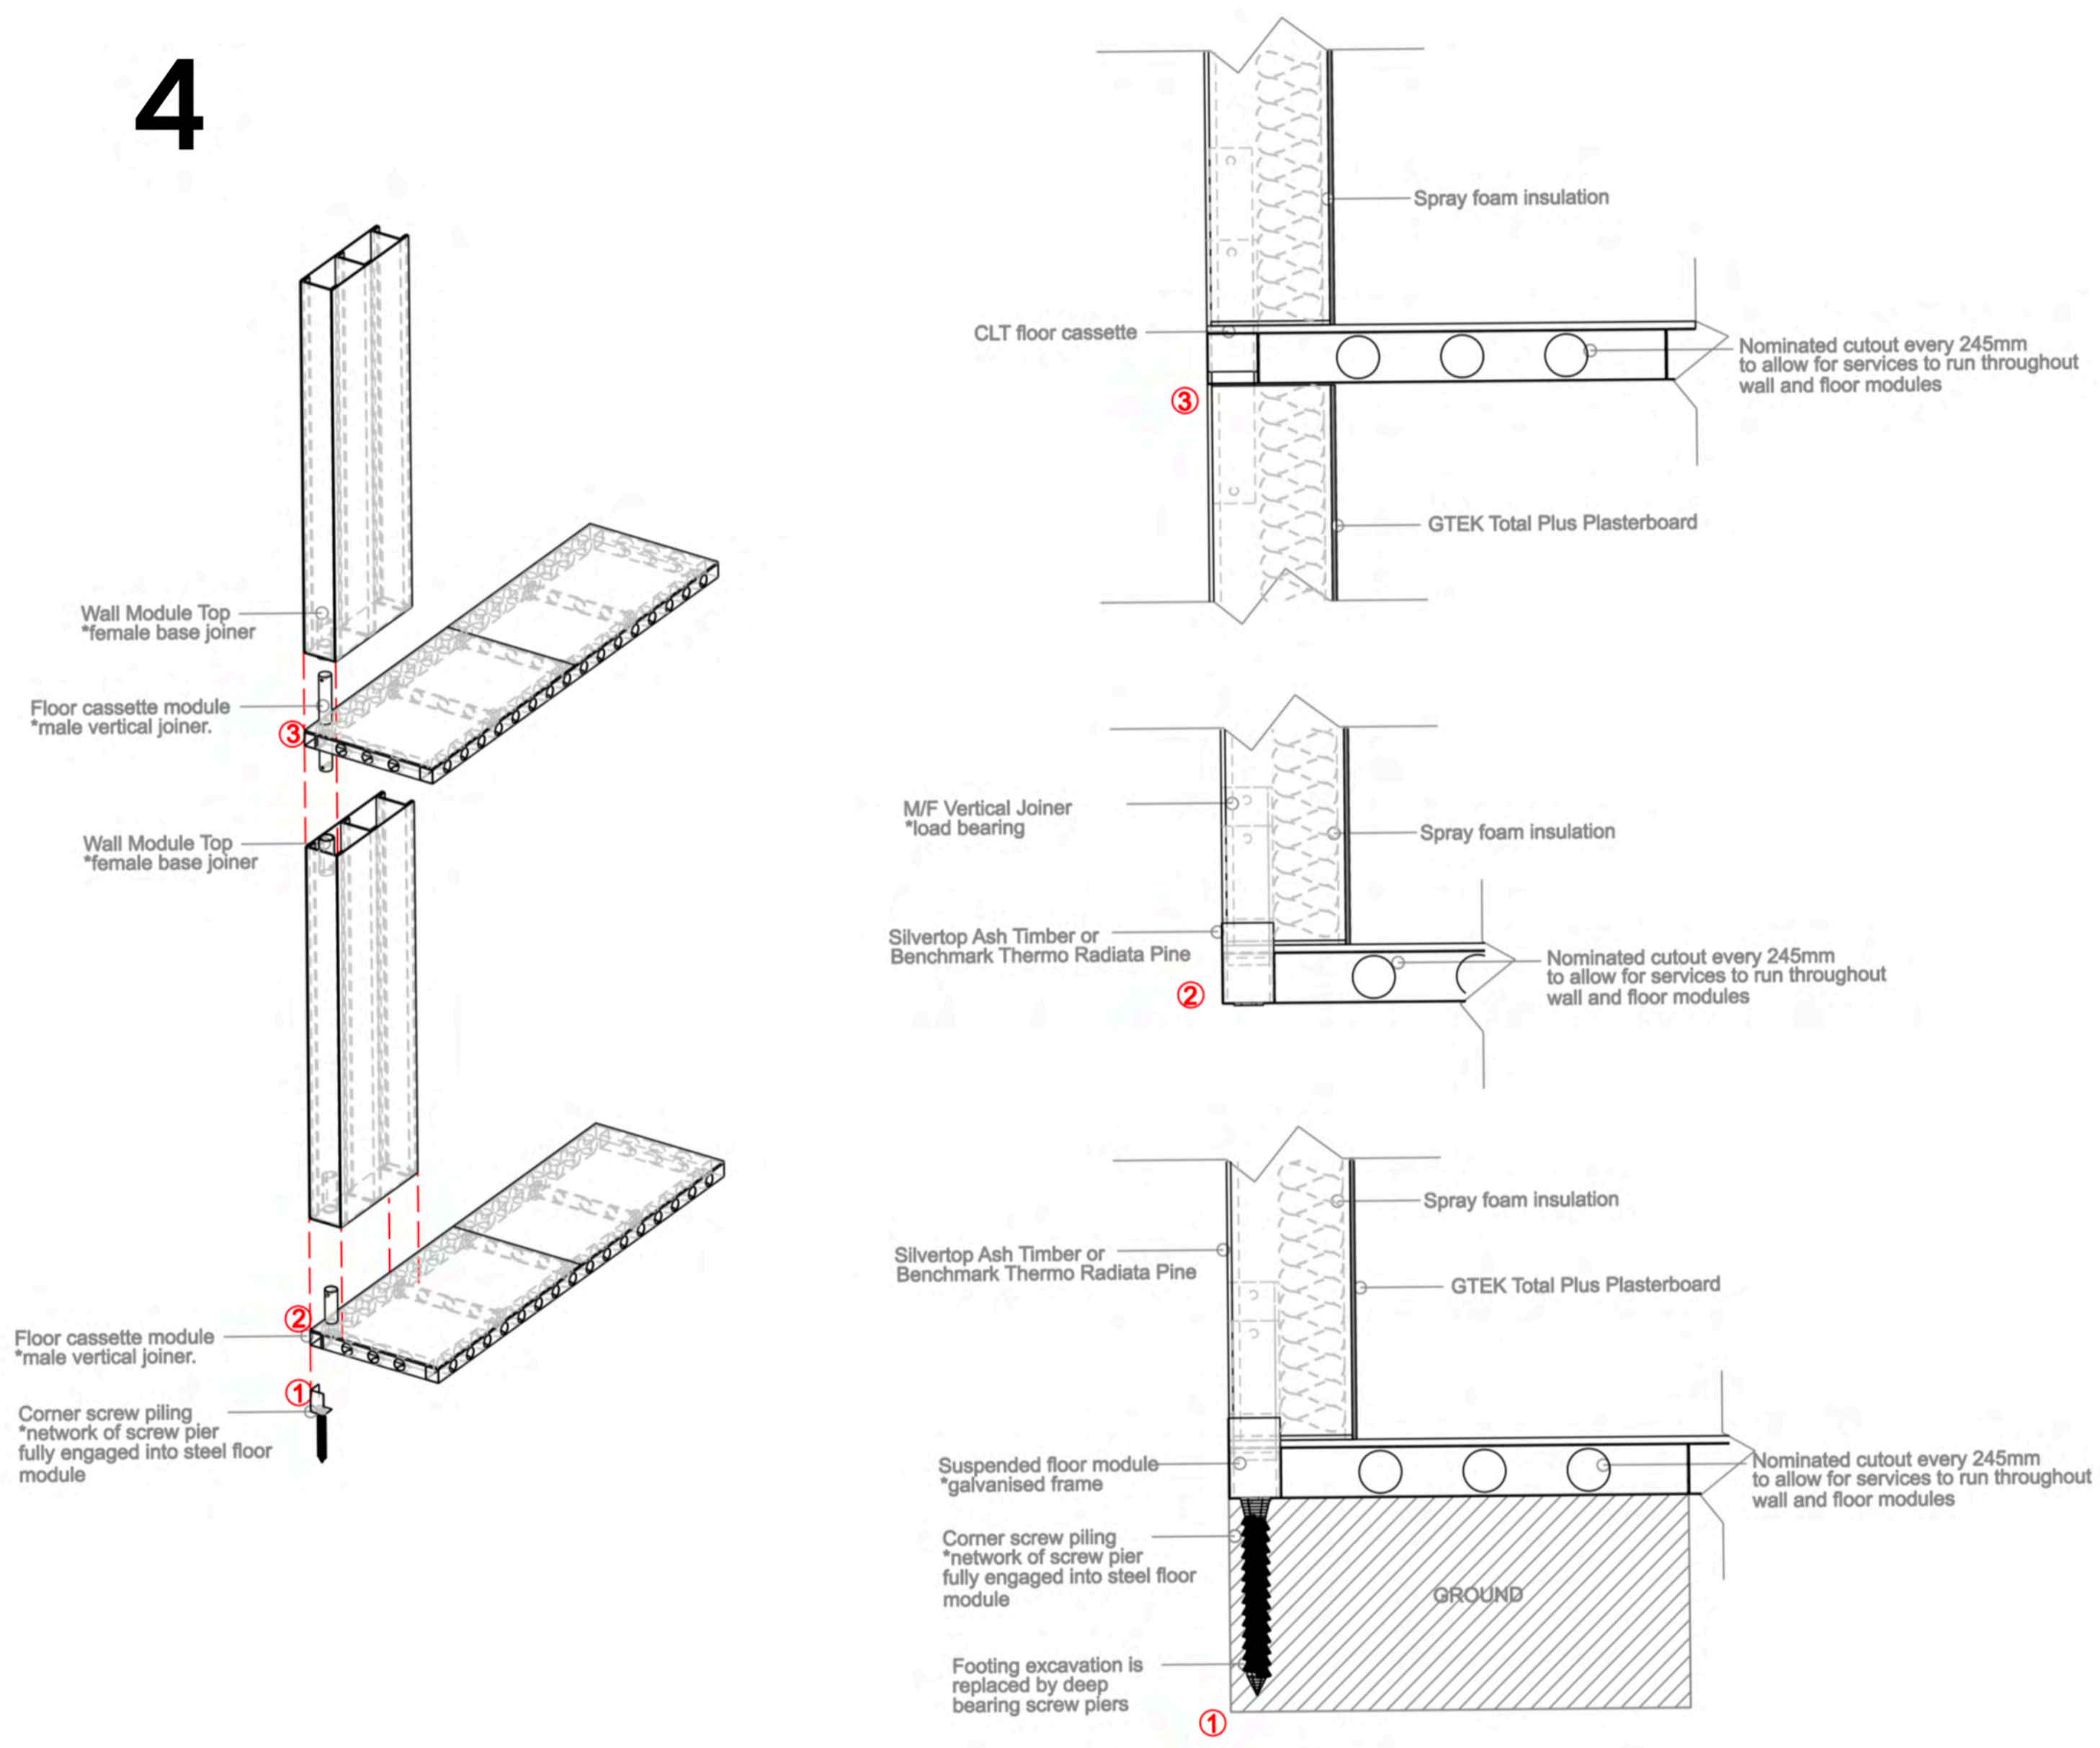 4
Wall Module Top
*female base joiner
Floor cassette module
*male vertical joiner.
③
Wall Module Top
*female base joiner
②
Floor cassette module
*male vertical joiner.
①
Corner screw piling
*network of screw pier
fully engaged into steel floor
module
Spray foam insulation
CLT floor cassette
Nominated cutout every 245mm
to allow for services to run throughout
wall and floor modules
③
GTEK Total Plus Plasterboard
M/F Vertical Joiner
*load bearing
Spray foam insulation
Silvertop Ash Timber or
Benchmark Thermo Radiata Pine
Nominated cutout every 245mm
to allow for services to run throughout
wall and floor modules
②
Spray foam insulation
Silvertop Ash Timber or
Benchmark Thermo Radiata Pine
GTEK Total Plus Plasterboard
Suspended floor module
*galvanised frame
Nominated cutout every 245mm
to allow for services to run throughout
wall and floor modules
Corner screw piling
*network of screw pier
fully engaged into steel floor
module
GROUND
Footing excavation is
replaced by deep
bearing screw piers
①